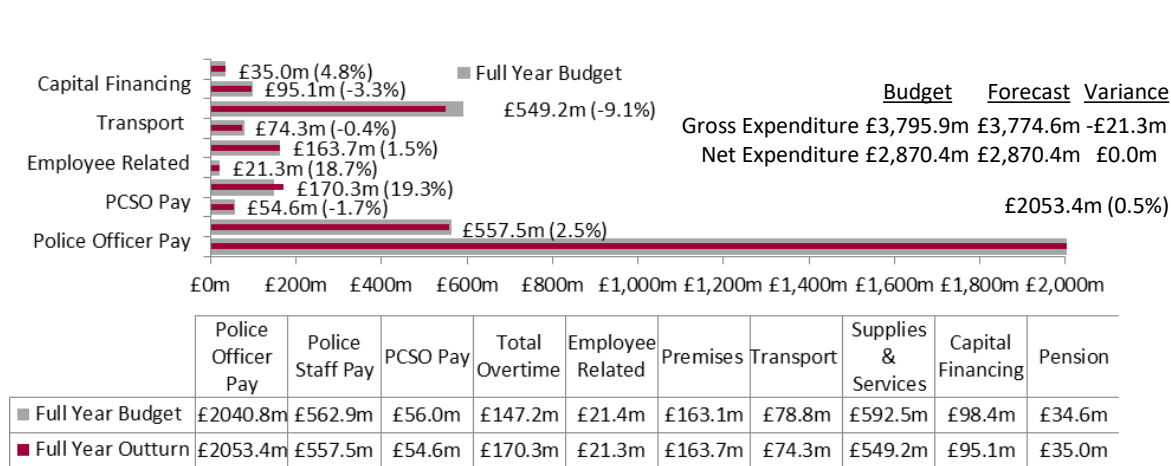 £35.0m (4.8%)
Full Year Budget
Capital Financing
£95.1m (-3.3%)
Budget Forecast Variance
£549.2m (-9.1%)
Transport
£74.3m (-0.4%)
Gross Expenditure £3,795.9m £3,774.6m -£21.3m
£163.7m (1.5%)
Net Expenditure £2,870.4m £2,870.4m £0.0m
Employee Related
£21.3m (18.7%)
£170.3m (19.3%)
PCSO Pay
£54.6m (-1.7%)
£2053.4m (0.5%)
£557.5m (2.5%)
Police Officer Pay
£0m £200m £400m £600m £800m £1,000m £1,200m £1,400m £1,600m £1,800m £2,000m
Police Officer Pay Police Staff Pay PCSO Pay Total Overtime Employee Related Premises Transport Supplies & Services Capital Financing Pension
Full Year Budget £2040.8m £562.9m £56.0m £147.2m £21.4m £163.1m £78.8m £592.5m £98.4m £34.6m
Full Year Outturn £2053.4m £557.5m £54.6m £170.3m £21.3m £163.7m £74.3m £549.2m £95.1m £35.0m